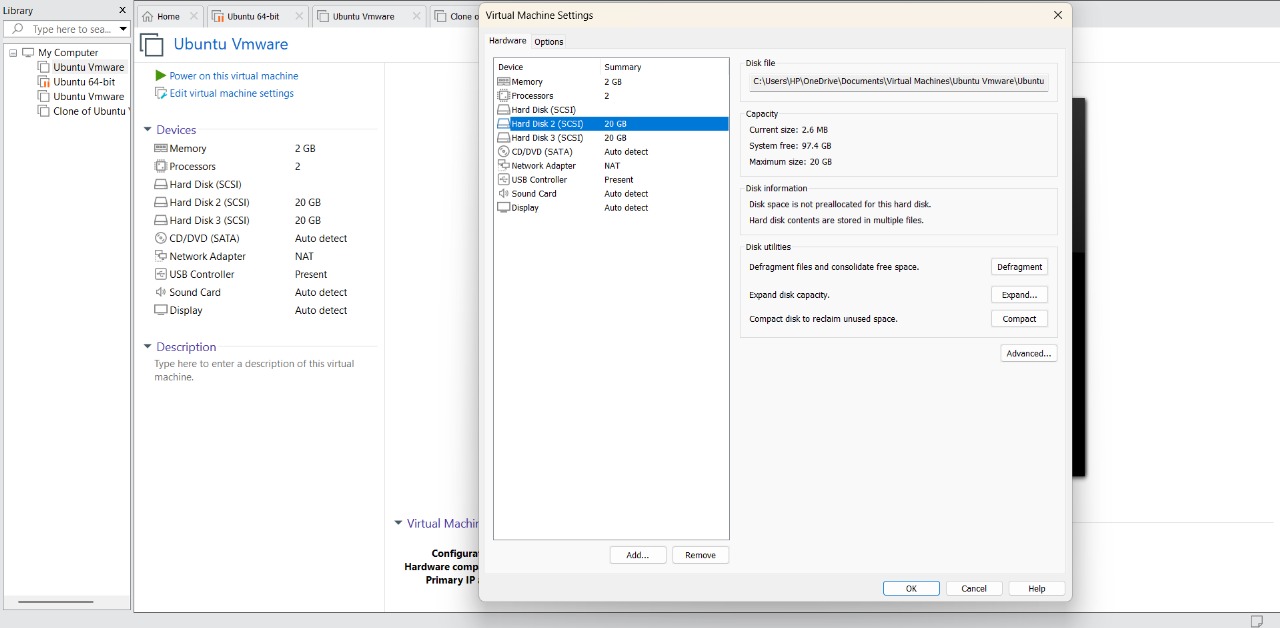 Library
X
Type here to sea...
My Computer
Ubuntu Vmware
Ubuntu 64-bit
Ubuntu Vmware
Clone of Ubuntu
Home
Ubuntu 64-bit
Ubuntu Vmware
Clone o
Ubuntu Vmware
Power on this virtual machine
Edit virtual machine settings
Devices
Memory 2 GB
Processors 2
Hard Disk (SCSI)
Hard Disk 2 (SCSI) 20 GB
Hard Disk 3 (SCSI) 20 GB
CD/DVD (SATA) Auto detect
Network Adapter NAT
USB Controller Present
Sound Card Auto detect
Display Auto detect
Description
Type here to enter a description of this virtual
machine.
Virtual Machin
Configurat
Hardware comp
Primary IP a
Virtual Machine Settings
Hardware Options
Device Summary
Memory 2 GB
Processors 2
Hard Disk (SCSI)
Hard Disk 2 (SCSI) 20 GB
Hard Disk 3 (SCSI) 20 GB
CD/DVD (SATA) Auto detect
Network Adapter NAT
USB Controller Present
Sound Card Auto detect
Display Auto detect
Add... Remove
Disk file
C:\Users\HP\OneDrive\Documents\Virtual Machines\Ubuntu Vmware\Ubuntu
Capacity
Current size: 2.6 MB
System free: 97.4 GB
Maximum size: 20 GB
Disk information
Disk space is not preallocated for this hard disk.
Hard disk contents are stored in multiple files.
Disk utilities
Defragment files and consolidate free space. Defragment
Expand disk capacity. Expand...
Compact disk to reclaim unused space. Compact
Advanced...
OK Cancel Help